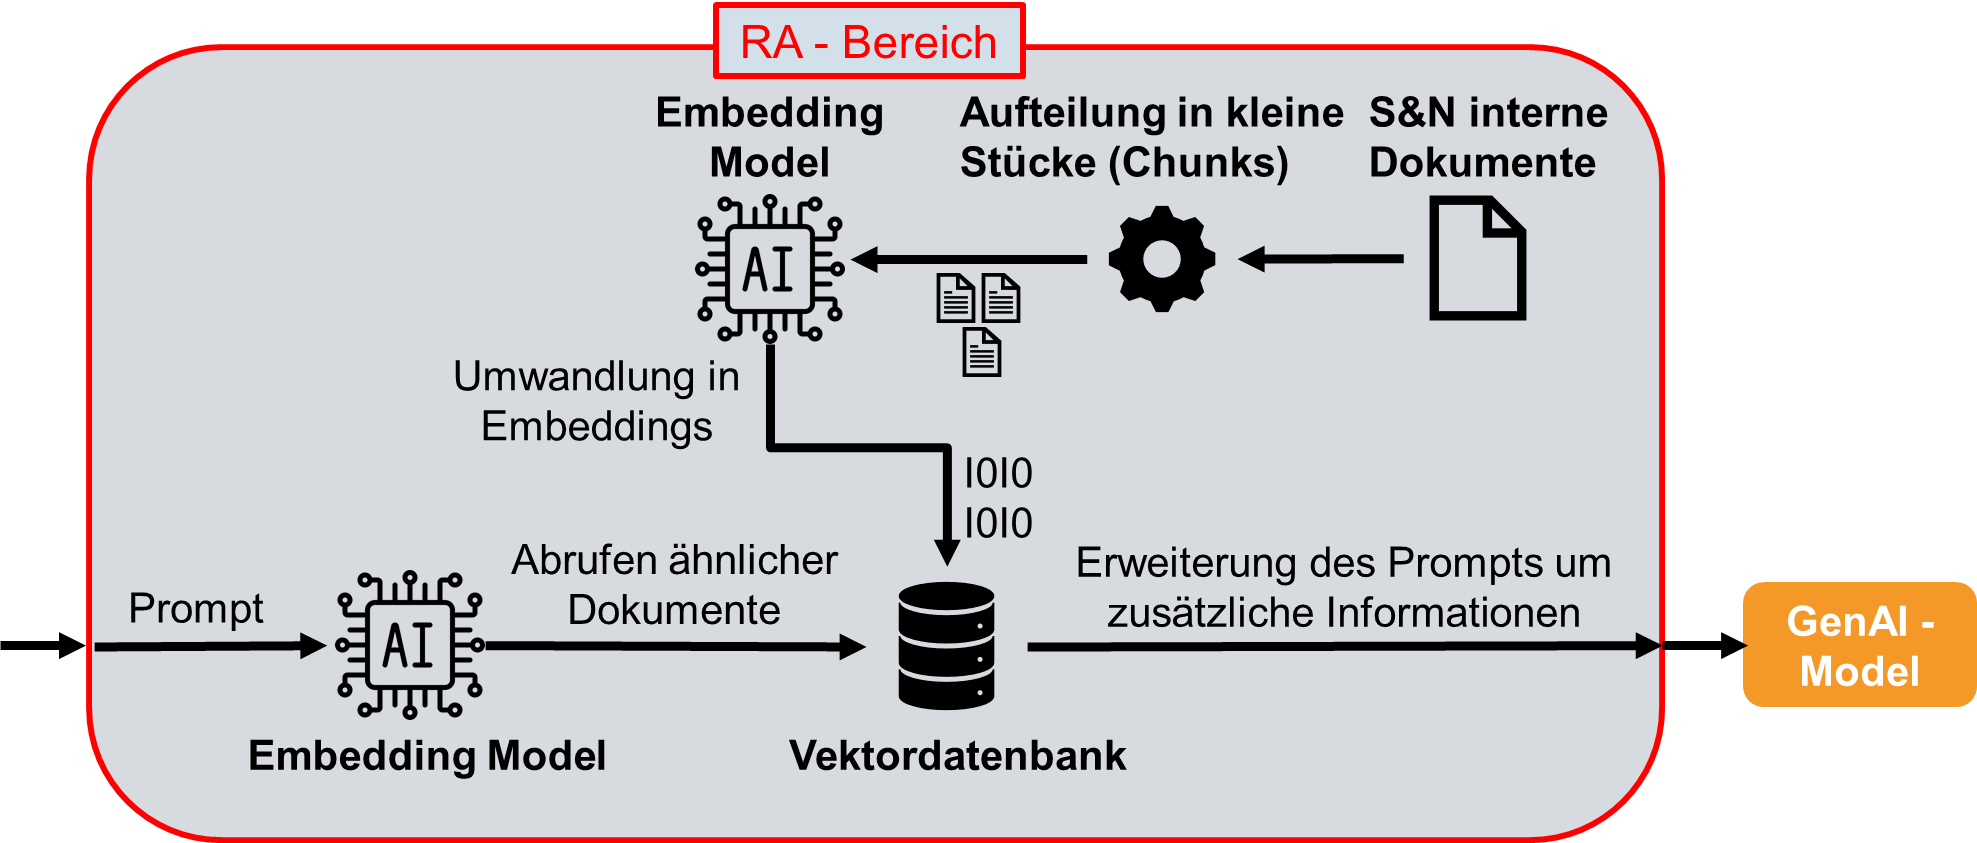 RA - Bereich
Embedding
Model
Aufteilung in kleine
Stücke (Chunks)
S&N interne
Dokumente
AI
Umwandlung in
Embeddings
I0I0
I0I0
Prompt
AI
Embedding Model
Abrufen ähnlicher
Dokumente
Vektordatenbank
Erweiterung des Prompts um
zusätzliche Informationen
GenAI -
Model